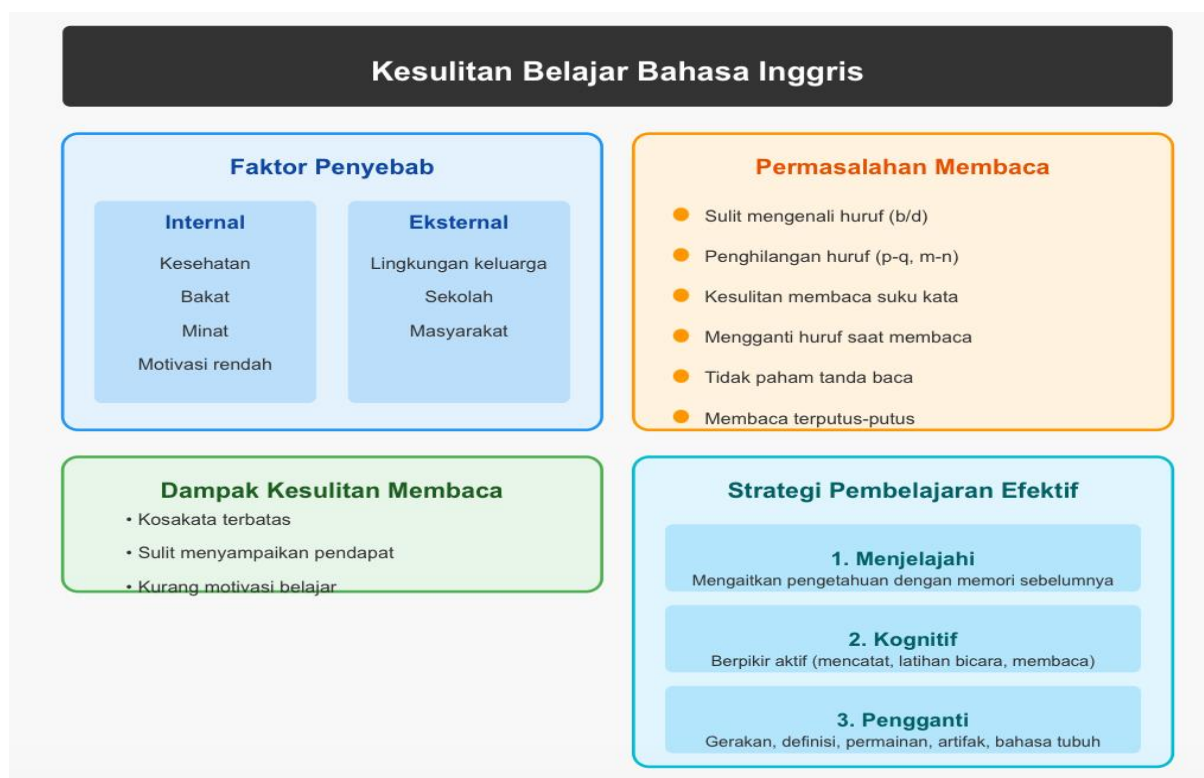 Kesulitan Belajar Bahasa Inggris
Faktor Penyebab
Internal
Kesehatan
Bakat
Minat
Motivasi rendah
Eksternal
Lingkungan keluarga
Sekolah
Masyarakat
Permasalahan Membaca
Sulit mengenali huruf (b/d)
Penghilangan huruf (p-q, m-n)
Kesulitan membaca suku kata
Mengganti huruf saat membaca
Tidak paham tanda baca
Membaca terputus-putus
Dampak Kesulitan Membaca
• Kosakata terbatas
• Sulit menyampaikan pendapat
• Kurang motivasi belajar
Strategi Pembelajaran Efektif
1. Menjelajahi
Mengaitkan pengetahuan dengan memori sebelumnya
2. Kognitif
Berpikir aktif (mencatat, latihan bicara, membaca)
3. Pengganti
Gerakan, definisi, permainan, artifak, bahasa tubuh